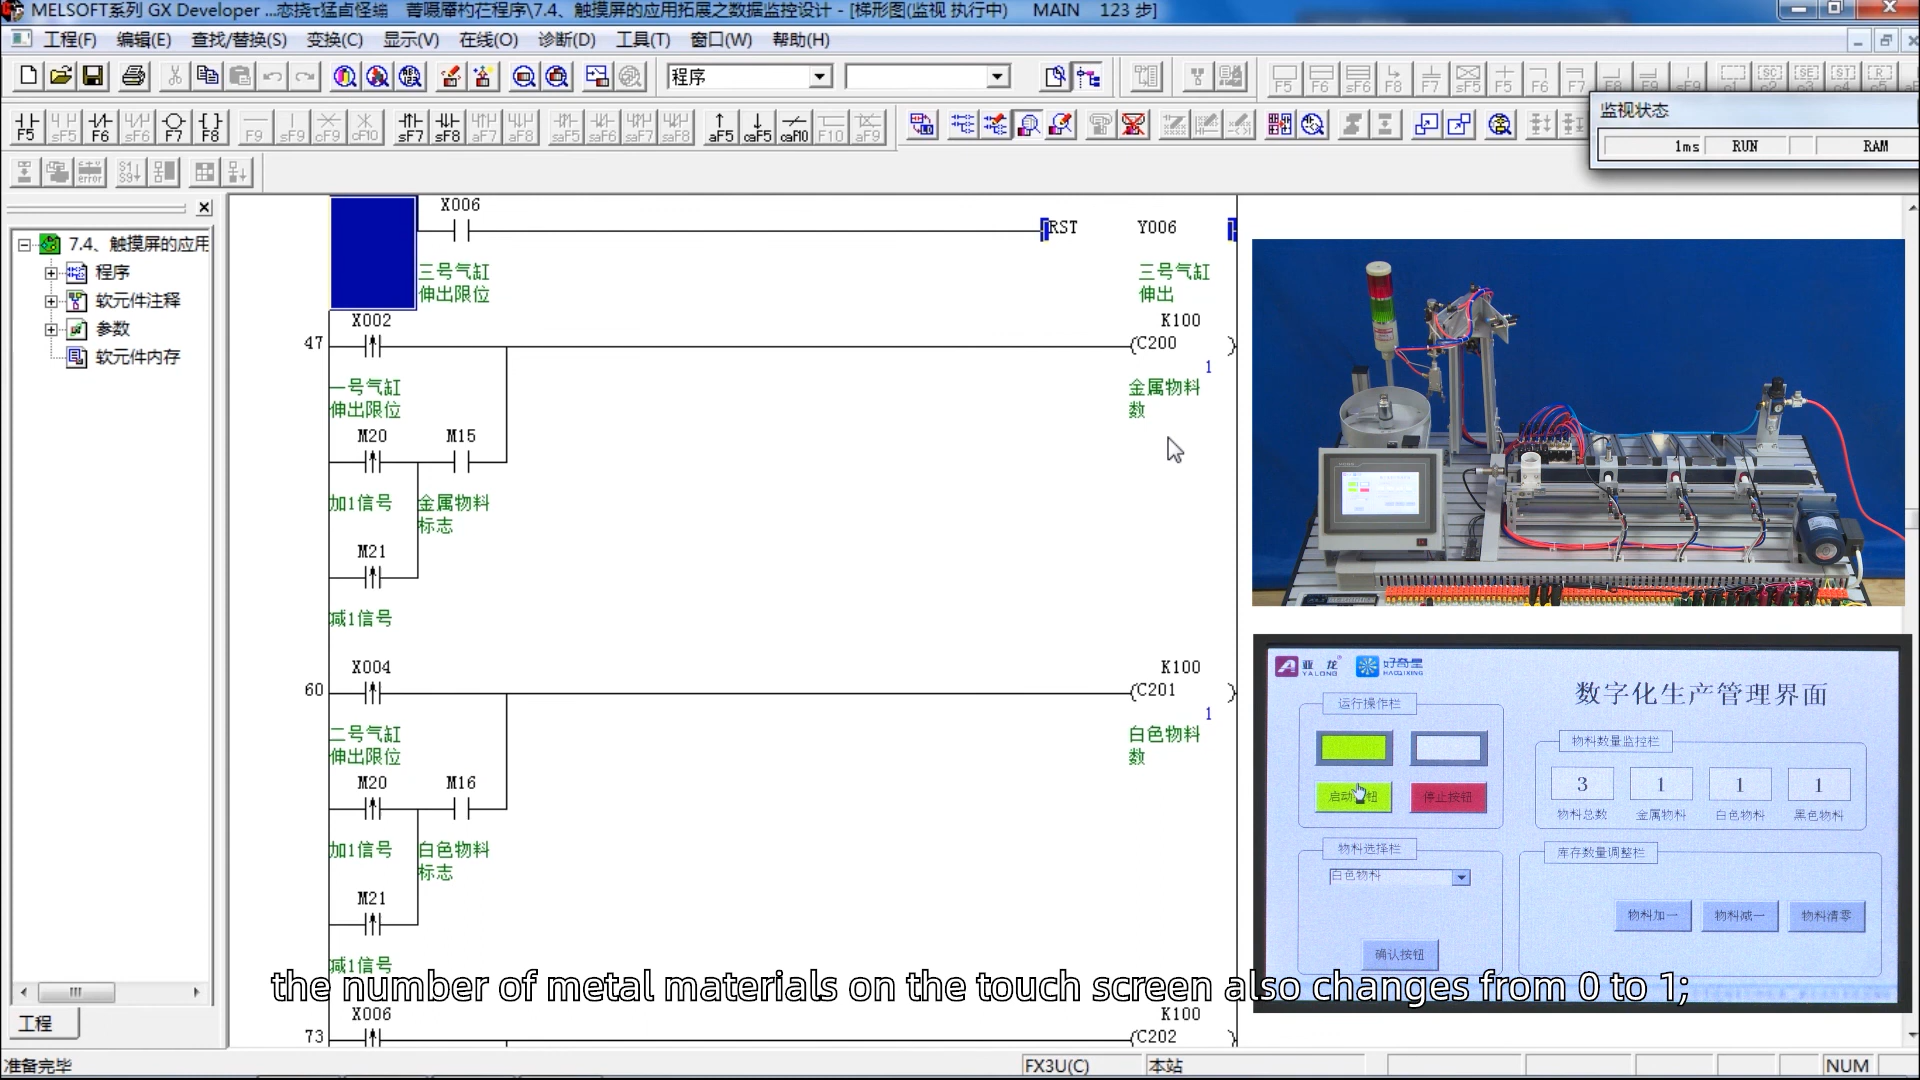 MELSOFT系列 GX Developer
7.4、触摸屏的应用拓展之数据监控设计 - [梯形图(监视 执行中) MAIN 123 步]
工程(F) 编辑(E) 查找/替换(S) 变换(C) 显示(V) 在线(O) 诊断(D) 工具(T) 窗口(W) 帮助(H)
程序
监视状态
1ms RUN RAM
7.4、触摸屏的应用
程序
软元件注释
参数
软元件内存
工程
X006 RST Y006
三号气缸 三号气缸
伸出限位 伸出
X002 K100
47 C200
1
一号气缸 金属物料
伸出限位 数
M20 M15
加1信号 金属物料
标志
M21
减1信号
X004 K100
60 C201
1
二号气缸 白色物料
伸出限位 数
M20 M16
加1信号 白色物料
标志
M21
减1信号
X006 K100
73 C202
亚龙 YALONG 好奇星 HAOQIXING
数字化生产管理界面
运行操作栏
启动 钮 停止按钮
物料数量监控栏
3 1 1 1
物料总数 金属物料 白色物料 黑色物料
物料选择栏
白色物料
确认按钮
库存数量调整栏
物料加一 物料减一 物料清零
the number of metal materials on the touch screen also changes from 0 to 1;
准备完毕 FX3U(C) 本站 NUM